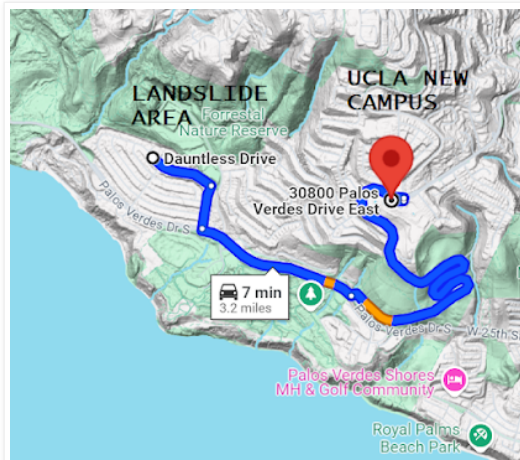 LANDSLIDE
AREA
UCLA NEW
CAMPUS
Forrestal
Nature Reserve
Dauntless Drive
30800 Palos
Verdes Drive East
Palos Verdes Dr S
7 min
3.2 miles
Palos Verdes Dr S
W 25th St
Palos Verdes Shores
MH & Golf Community
Royal Palms
Beach Park